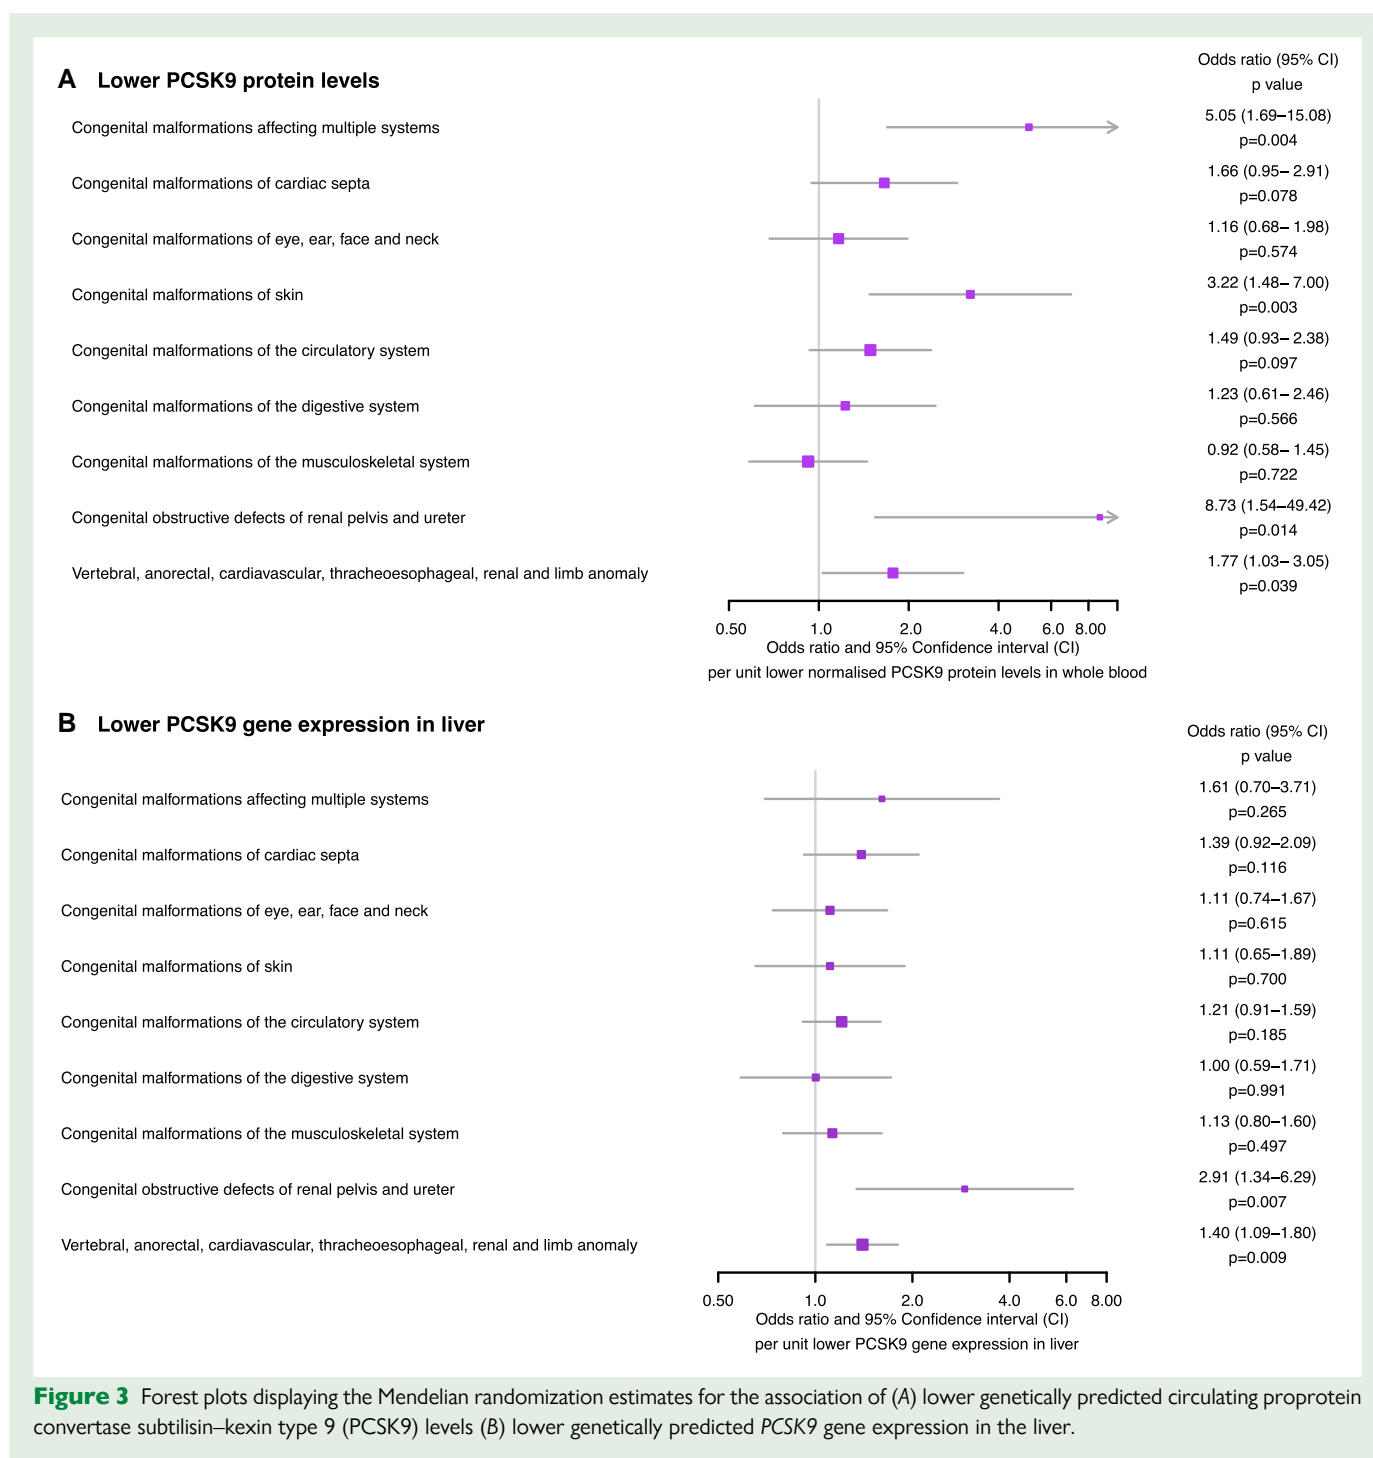 Odds ratio (95% CI)
p value
A Lower PCSK9 protein levels
Congenital malformations affecting multiple systems
5.05 (1.69–15.08)
p=0.004
Congenital malformations of cardiac septa
1.66 (0.95– 2.91)
p=0.078
Congenital malformations of eye, ear, face and neck
1.16 (0.68– 1.98)
p=0.574
Congenital malformations of skin
3.22 (1.48– 7.00)
p=0.003
Congenital malformations of the circulatory system
1.49 (0.93– 2.38)
p=0.097
Congenital malformations of the digestive system
1.23 (0.61– 2.46)
p=0.566
Congenital malformations of the musculoskeletal system
0.92 (0.58– 1.45)
p=0.722
Congenital obstructive defects of renal pelvis and ureter
8.73 (1.54–49.42)
p=0.014
Vertebral, anorectal, cardiavascular, thracheoesophageal, renal and limb anomaly
1.77 (1.03– 3.05)
p=0.039
0.50 1.0 2.0 4.0 6.0 8.00
Odds ratio and 95% Confidence interval (CI)
per unit lower normalised PCSK9 protein levels in whole blood
B Lower PCSK9 gene expression in liver
Odds ratio (95% CI)
p value
Congenital malformations affecting multiple systems
1.61 (0.70–3.71)
p=0.265
Congenital malformations of cardiac septa
1.39 (0.92–2.09)
p=0.116
Congenital malformations of eye, ear, face and neck
1.11 (0.74–1.67)
p=0.615
Congenital malformations of skin
1.11 (0.65–1.89)
p=0.700
Congenital malformations of the circulatory system
1.21 (0.91–1.59)
p=0.185
Congenital malformations of the digestive system
1.00 (0.59–1.71)
p=0.991
Congenital malformations of the musculoskeletal system
1.13 (0.80–1.60)
p=0.497
Congenital obstructive defects of renal pelvis and ureter
2.91 (1.34–6.29)
p=0.007
Vertebral, anorectal, cardiavascular, thracheoesophageal, renal and limb anomaly
1.40 (1.09–1.80)
p=0.009
0.50 1.0 2.0 4.0 6.0 8.00
Odds ratio and 95% Confidence interval (CI)
per unit lower PCSK9 gene expression in liver
Figure 3 Forest plots displaying the Mendelian randomization estimates for the association of (A) lower genetically predicted circulating proprotein
convertase subtilisin–kexin type 9 (PCSK9) levels (B) lower genetically predicted PCSK9 gene expression in the liver.